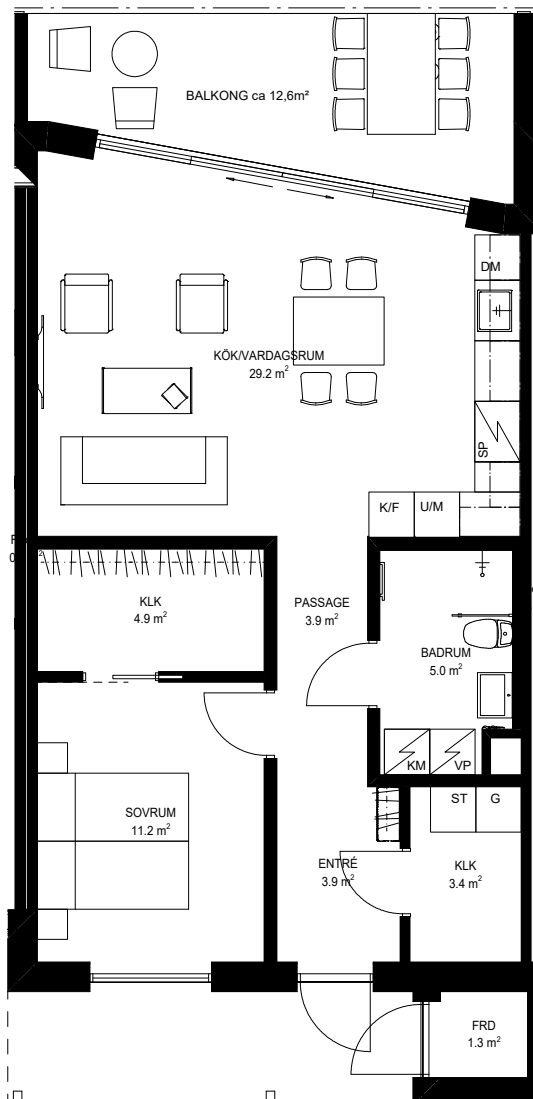 BALKONG ca 12,6m²
DM
KÖK/VARDAGSRUM
29.2 m²
SP
K/F
U/M
KLK
4.9 m²
PASSAGE
3.9 m²
BADRUM
5.0 m²
KM
VP
SOVRUM
11.2 m²
ST
G
ENTRÉ
3.9 m²
KLK
3.4 m²
FRD
1.3 m²